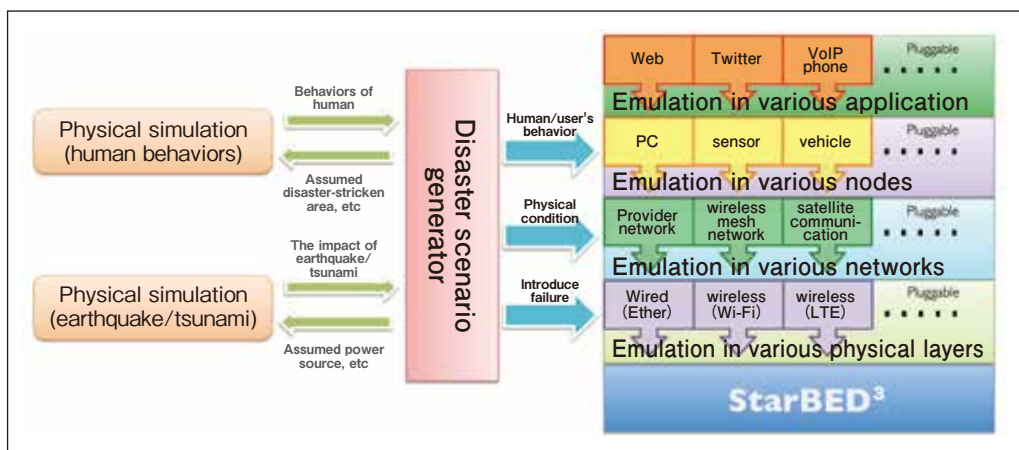 Physical simulation
(human behaviors)
Physical simulation
(earthquake/tsunami)
Behaviors of
human
Assumed
disaster-stricken
area, etc
The impact of
earthquake/
tsunami
Assumed power
source, etc
Disaster scenario
generator
Human/user's
behavior
Physical
condition
Introduce
failure
Web
Twitter
VoIP
phone
Pluggable
Emulation in various application
PC
sensor
vehicle
Pluggable
Emulation in various nodes
Provider
network
wireless
mesh
network
satellite
communi-
cation
Pluggable
Emulation in various networks
Wired
(Ether)
wireless
(Wi-Fi)
wireless
(LTE)
Pluggable
Emulation in various physical layers
StarBED³